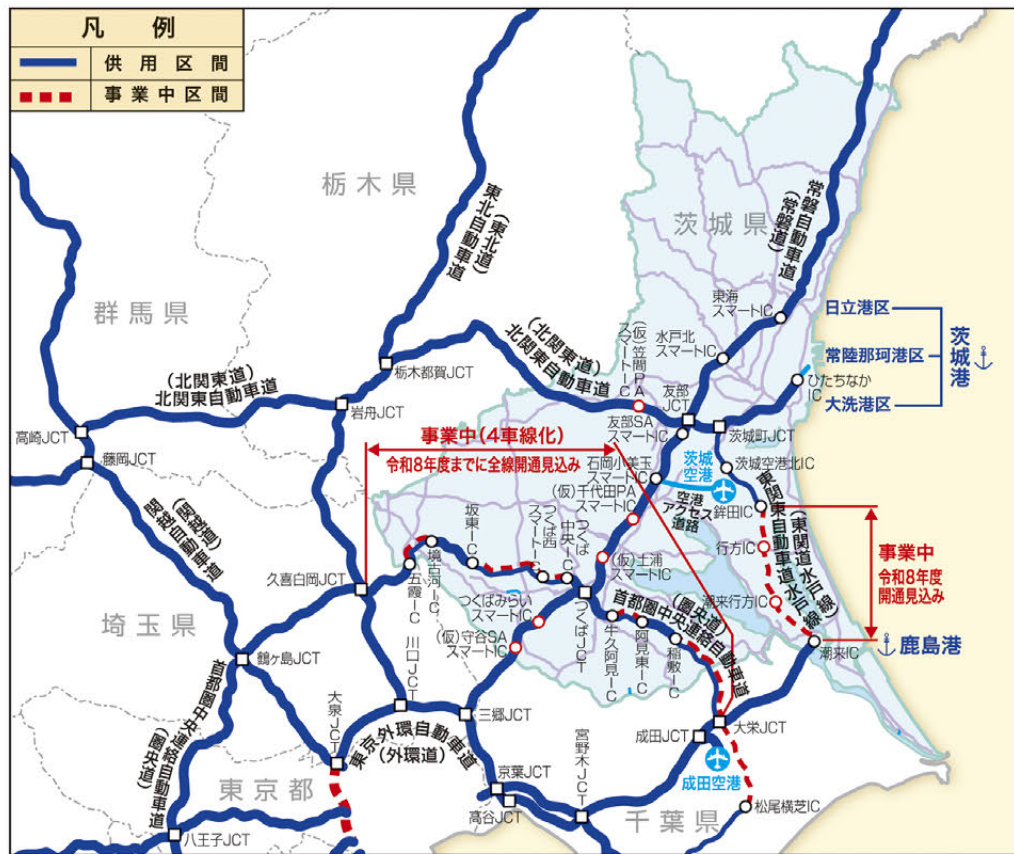 凡 例
供用区間
事業中区間
栃木県
群馬県
茨城県
埼玉県
東京都
千葉県
東北自動車道
(東北道)
常磐自動車道
(常磐道)
東海
スマートIC
水戸北
スマートIC
(仮)笠間PA
スマートIC
日立港区
常陸那珂港区
大洗港区
茨城港
ひたちなか
IC
(北関東道)
北関東自動車道
栃木都賀JCT
(北関東道)
北関東自動車道
岩舟JCT
高崎JCT
藤岡JCT
友部
JCT
友部SA
スマートIC
茨城町JCT
事業中(4車線化)
令和8年度までに全線開通見込み
石岡小美玉
スマートIC
茨城
空港
茨城空港北IC
(仮)千代田PA
スマートIC
空港
アクセス
道路
鉾田IC
東関東自動車道水戸線
(東関道水戸線)
行方IC
潮来行方IC
事業中
令和8年度
開通見込み
鹿島港
潮来IC
関越自動車道
(関越道)
坂東IC
つくば西
スマートIC
つくば
中央IC
(仮)土浦
スマートIC
境古河IC
五霞IC
久喜白岡JCT
つくばみらい
スマートIC
つくばJCT
首都圏中央連絡自動車道
(圏央道)
牛久阿見IC
阿見東IC
稲敷IC
(仮)守谷SA
スマートIC
川口JCT
鶴ヶ島JCT
大泉JCT
三郷JCT
首都圏中央連絡自動車道
(圏央道)
東京外環自動車道
(外環道)
宮野木JCT
成田JCT
大栄JCT
成田空港
京葉JCT
高谷JCT
松尾横芝IC
八王子JCT